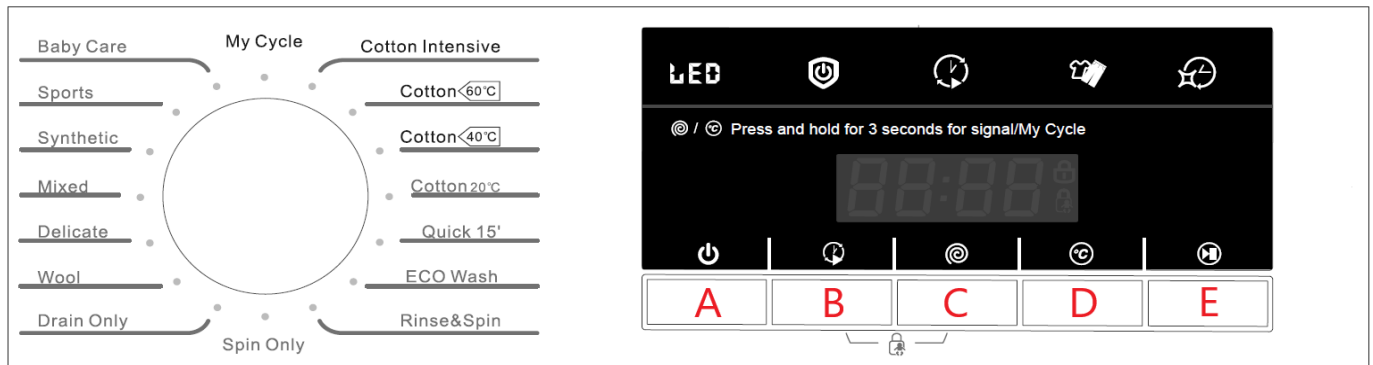 Baby Care
Sports
Synthetic
Mixed
Delicate
Wool
Drain Only
My Cycle
Spin Only
Cotton Intensive
Cotton 60℃
Cotton 40℃
Cotton 20℃
Quick 15'
ECO Wash
Rinse&Spin
LED
/ ℃ Press and hold for 3 seconds for signal/My Cycle
88:88
℃
A B C D E